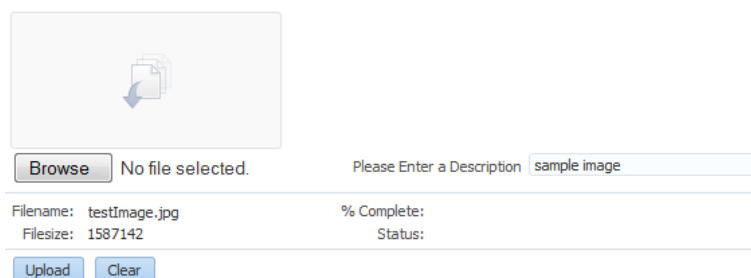 Browse No file selected. Please Enter a Description sample image
Filename: testImage.jpg % Complete:
Filesize: 1587142 Status:
Upload Clear